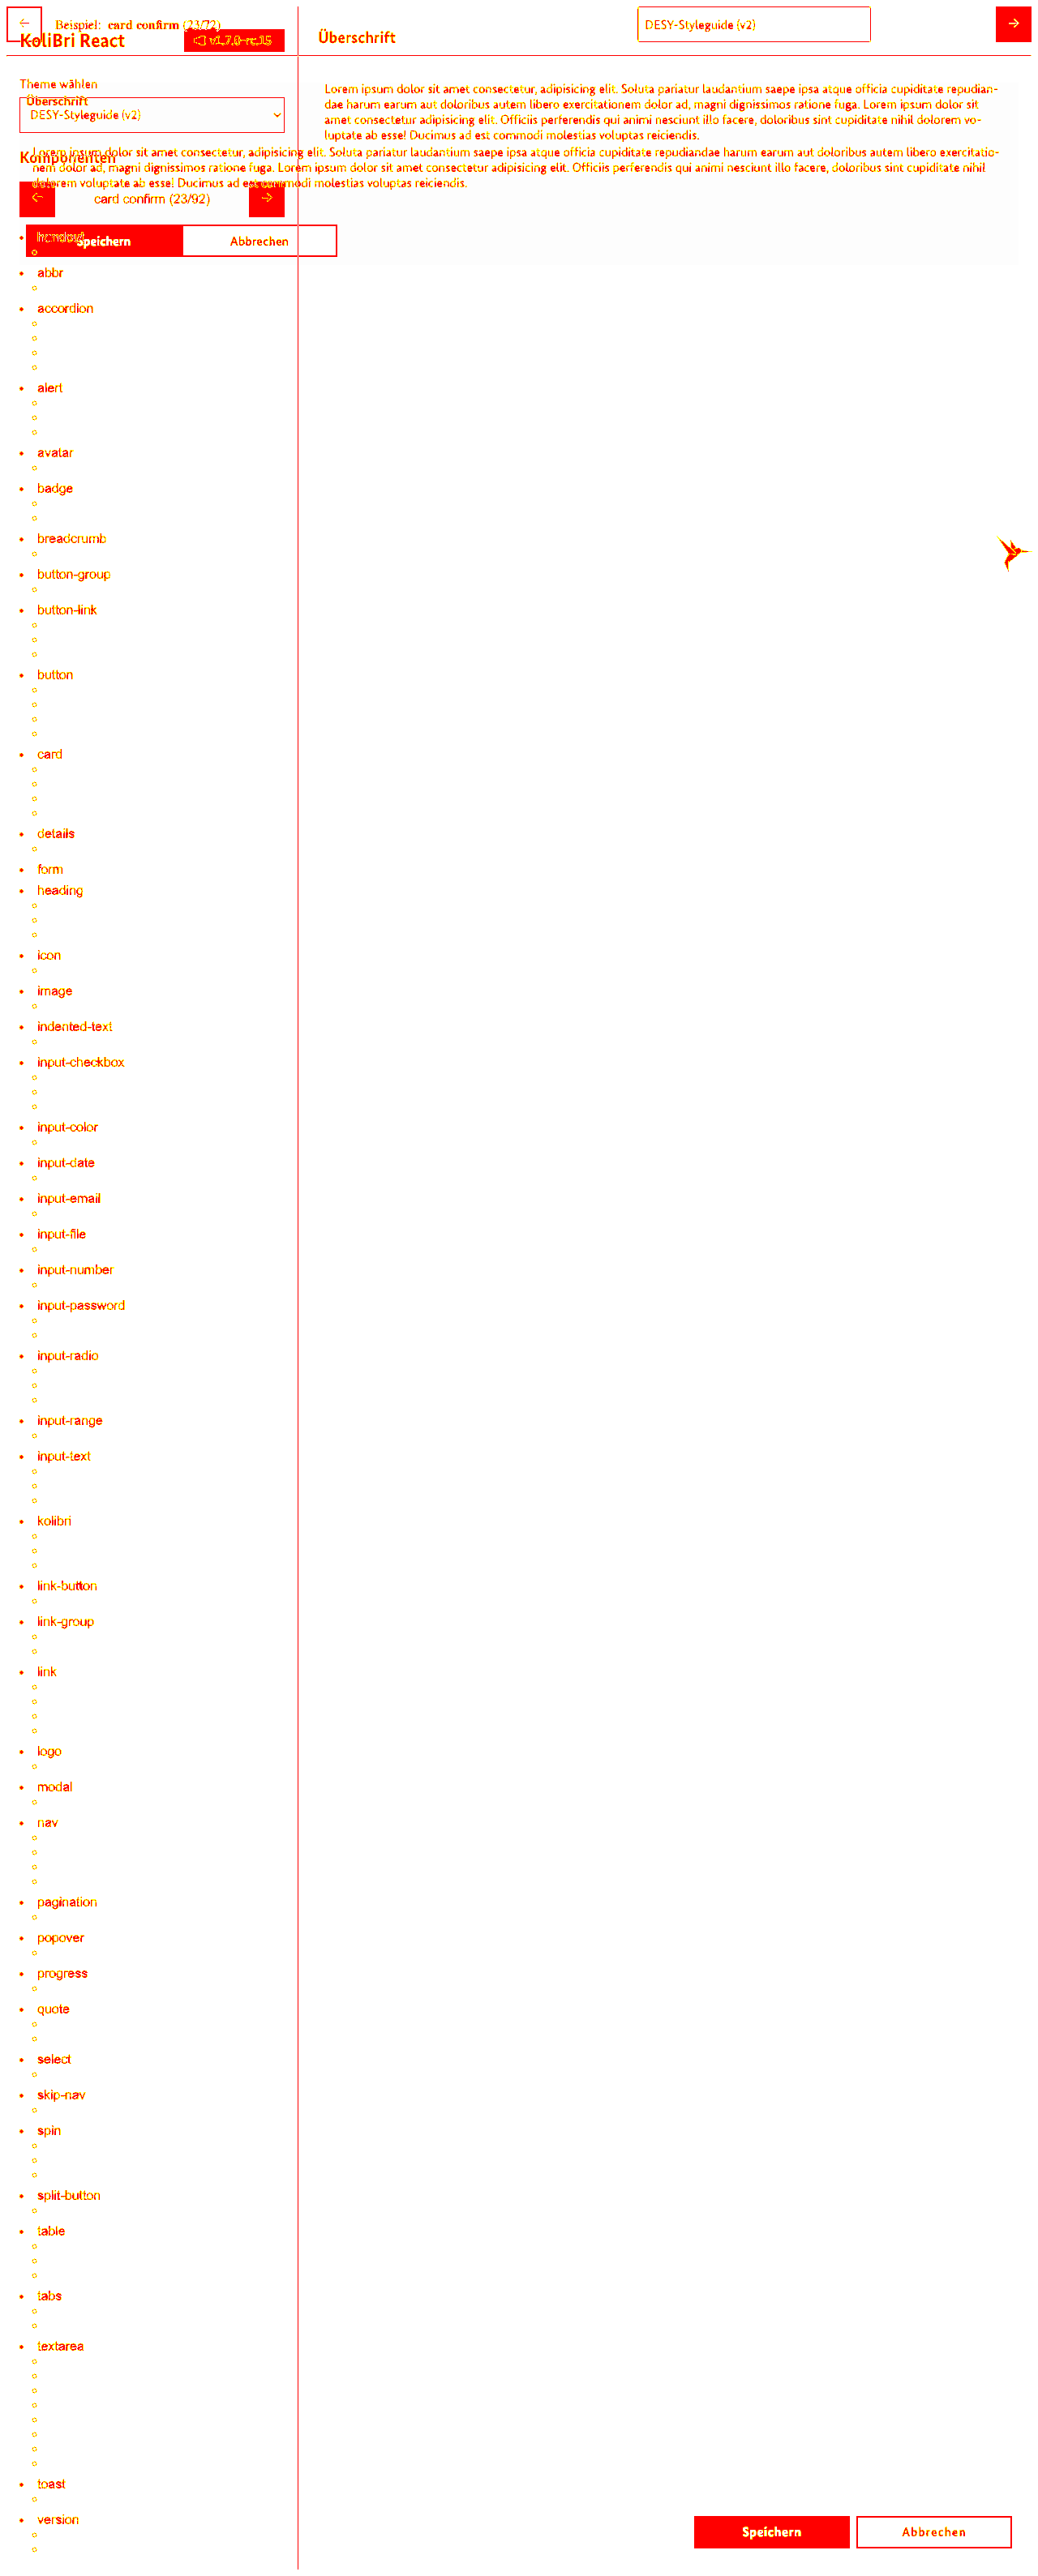 Beispiel: card confirm (23/72)
KoliBri React
v1.7.0-rc.15
Überschrift
DESY-Styleguide (v2)
Theme wählen
Überschrift
DESY-Styleguide (v2)
Lorem ipsum dolor sit amet consectetur, adipisicing elit. Soluta pariatur laudantium saepe ipsa atque officia cupiditate repudian-
dae harum earum aut doloribus autem libero exercitationem dolor ad, magni dignissimos ratione fuga. Lorem ipsum dolor sit
amet consectetur adipisicing elit. Officiis perferendis qui animi nesciunt illo facere, doloribus sint cupiditate nihil dolorem vo-
luptate ab esse! Ducimus ad est commodi molestias voluptas reiciendis.
Komponenten
Lorem ipsum dolor sit amet consectetur, adipisicing elit. Soluta pariatur laudantium saepe ipsa atque officia cupiditate repudiandae harum earum aut doloribus autem libero exercitatio-
nem dolor ad, magni dignissimos ratione fuga. Lorem ipsum dolor sit amet consectetur adipisicing elit. Officiis perferendis qui animi nesciunt illo facere, doloribus sint cupiditate nihil
dolorem voluptate ab esse! Ducimus ad est commodi molestias voluptas reiciendis.
card confirm (23/92)
Speichern
Abbrechen
abbr
accordion
alert
avatar
badge
breadcrumb
button-group
button-link
button
card
details
form
heading
icon
image
indented-text
input-checkbox
input-color
input-date
input-email
input-file
input-number
input-password
input-radio
input-range
input-text
kolibri
link-button
link-group
link
logo
modal
nav
pagination
popover
progress
quote
select
skip-nav
spin
split-button
table
tabs
textarea
toast
version
Speichern
Abbrechen